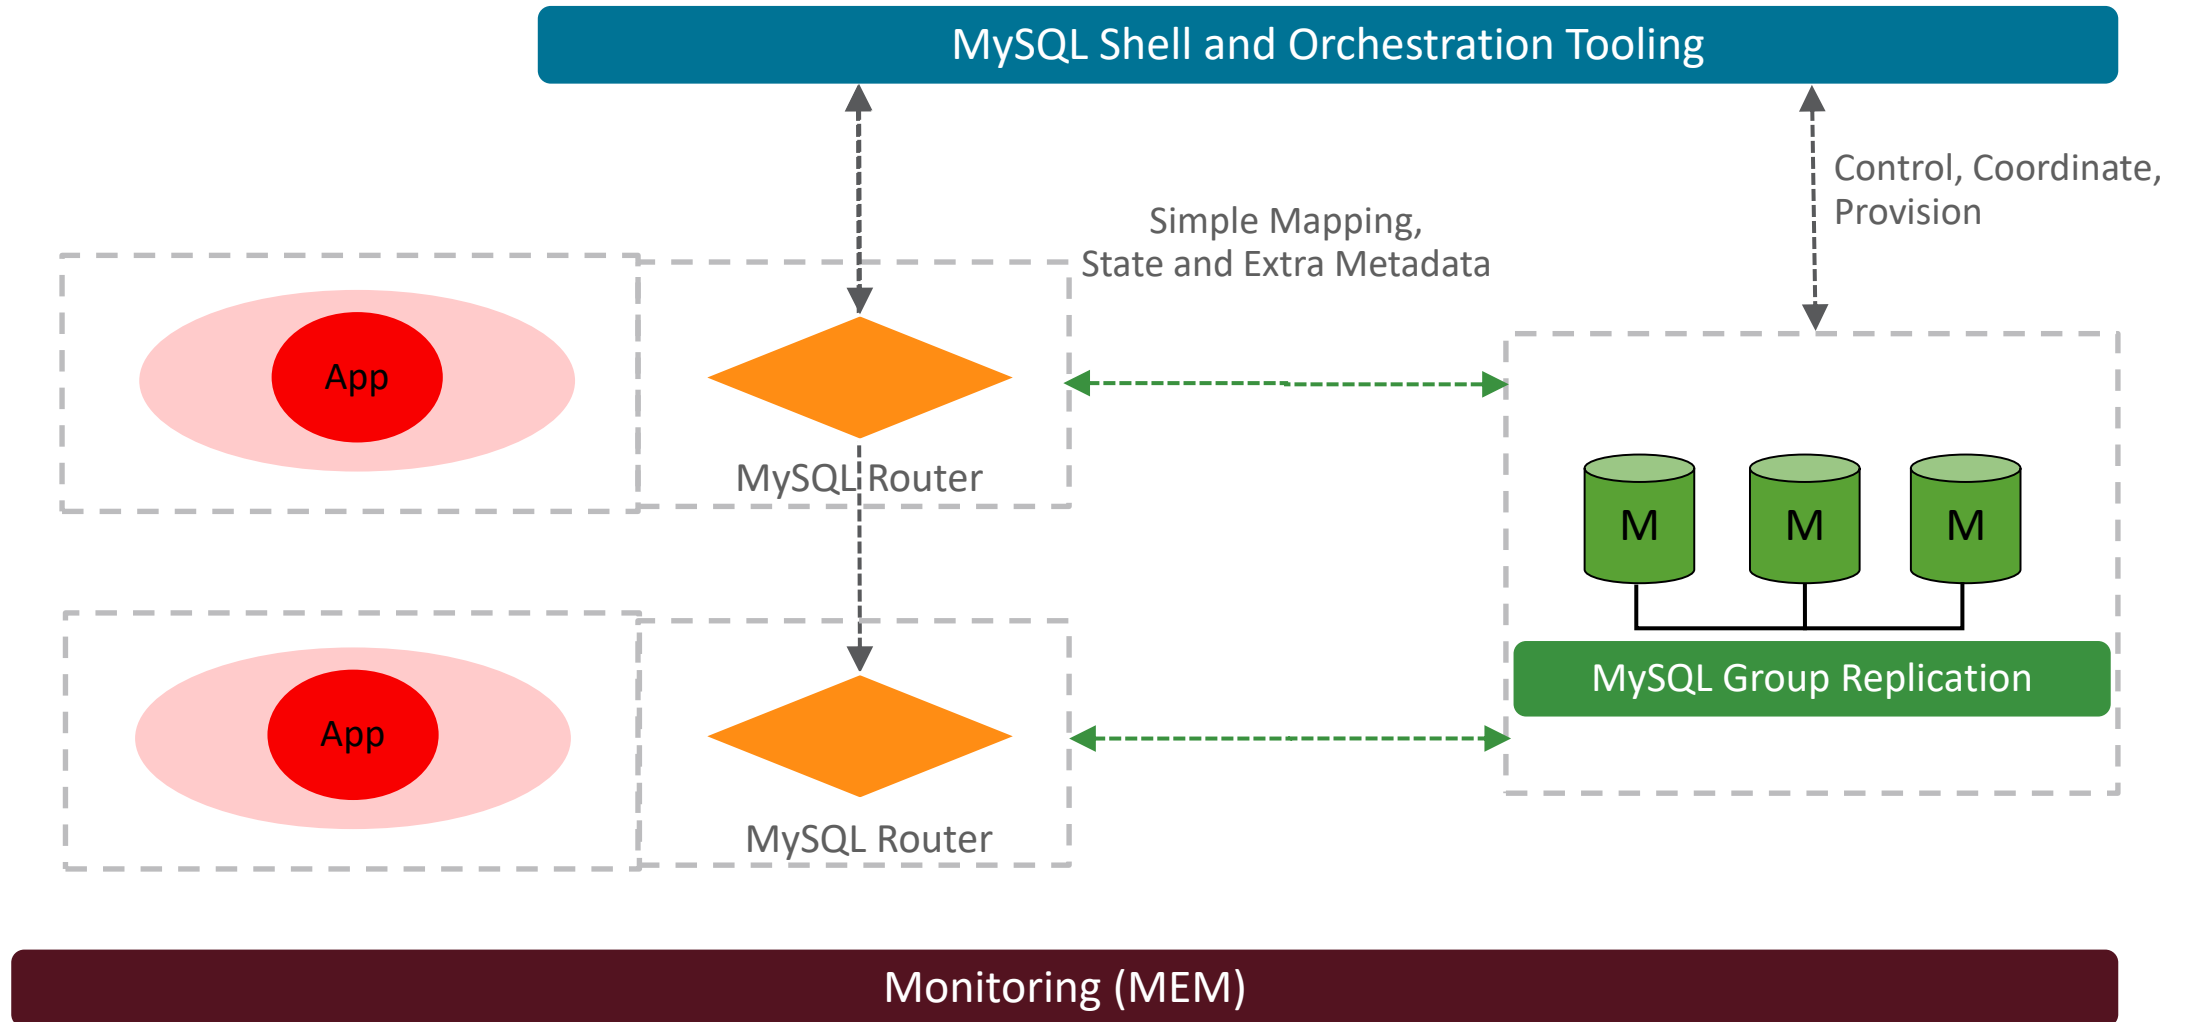 MySQL Shell and Orchestration Tooling
Control, Coordinate,
Provision
Simple Mapping,
State and Extra Metadata
App
MySQL Router
M M M
MySQL Group Replication
App
MySQL Router
Monitoring (MEM)